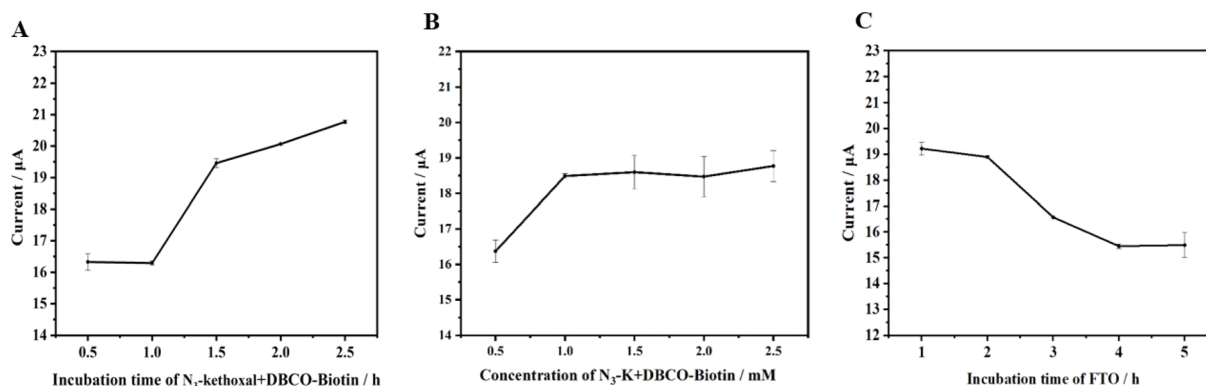 A
Current / μA
23
22
21
20
19
18
17
16
15
14
0.5 1.0 1.5 2.0 2.5
Incubation time of N₃-kethoxal+DBCO-Biotin / h
B
Current / μA
22
21
20
19
18
17
16
15
14
0.5 1.0 1.5 2.0 2.5
Concentration of N₃-K+DBCO-Biotin / mM
C
Current / μA
23
22
21
20
19
18
17
16
15
14
13
12
1 2 3 4 5
Incubation time of FTO / h